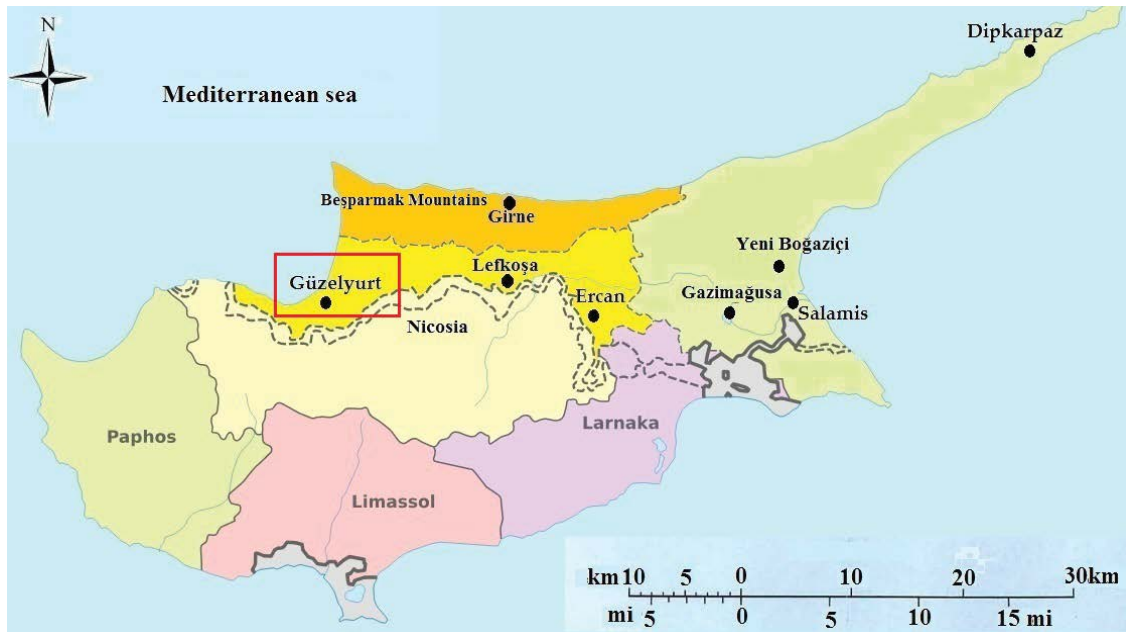 N
Dipkarpaz
Mediterranean sea
Beşparmak Mountains
Girne
Yeni Boğaziçi
Lefkoşa
Güzelyurt
Ercan
Gazimağusa
Salamis
Nicosia
Paphos
Larnaka
Limassol
km 10 5 0 10 20 30km
mi 5 0 5 10 15 mi